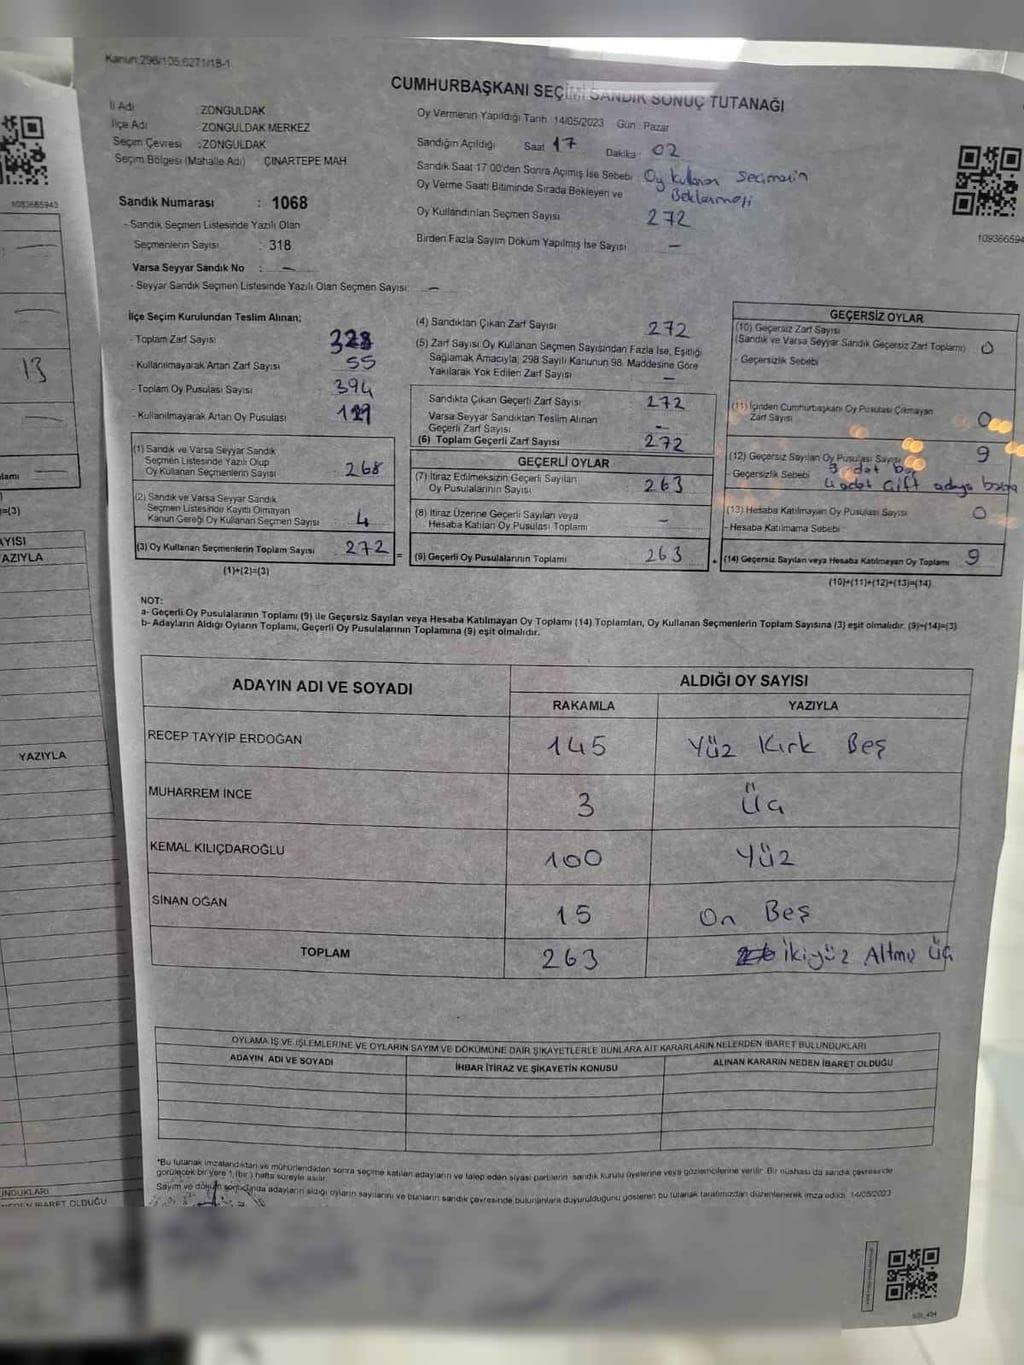 Kanun:298/105,6271/18-1
CUMHURBAŞKANI SEÇİMİ SANDIK SONUÇ TUTANAĞI
İl Adı ZONGULDAK
İlçe Adı ZONGULDAK MERKEZ
Seçim Çevresi :ZONGULDAK
Seçim Bölgesi (Mahalle Adı) ÇINARTEPE MAH
Sandık Numarası : 1068
- Sandık Seçmen Listesinde Yazılı Olan
Seçmenlerin Sayısı : 318
Varsa Seyyar Sandık No : —
- Seyyar Sandık Seçmen Listesinde Yazılı Olan Seçmen Sayısı: —
Oy Vermenin Yapıldığı Tarih: 14/05/2023 Gün : Pazar
Sandığın Açıldığı Saat 17 Dakika 02
Sandık Saat 17.00'den Sonra Açılmış İse Sebebi Oy kullanan Seçmenin
Oy Verme Saati Bitiminde Sırada Bekleyen ve Beklemesi
Oy Kullandırılan Seçmen Sayısı 272
Birden Fazla Sayım Döküm Yapılmış İse Sayısı —
1093665943
109366594
İlçe Seçim Kurulundan Teslim Alınan;
- Toplam Zarf Sayısı 328
- Kullanılmayarak Artan Zarf Sayısı 55
- Toplam Oy Pusulası Sayısı 394
- Kullanılmayarak Artan Oy Pusulası
(1) Sandık ve Varsa Seyyar Sandık
Seçmen Listesinde Yazılı Olup
Oy Kullanan Seçmenlerin Sayısı 268
(2) Sandık ve Varsa Seyyar Sandık
Seçmen Listesinde Kayıtlı Olmayan
Kanun Gereği Oy Kullanan Seçmen Sayısı 4
(3) Oy Kullanan Seçmenlerin Toplam Sayısı 272
(1)+(2)=(3)
=
(4) Sandıktan Çıkan Zarf Sayısı 272
(5) Zarf Sayısı Oy Kullanan Seçmen Sayısından Fazla İse, Eşitliği
Sağlamak Amacıyla, 298 Sayılı Kanunun 98. Maddesine Göre
Yakılarak Yok Edilen Zarf Sayısı —
Sandıkta Çıkan Geçerli Zarf Sayısı 272
Varsa Seyyar Sandıktan Teslim Alınan
Geçerli Zarf Sayısı —
(6) Toplam Geçerli Zarf Sayısı 272
GEÇERLİ OYLAR
(7) İtiraz Edilmeksizin Geçerli Sayılan
Oy Pusulalarının Sayısı 263
(8) İtiraz Üzerine Geçerli Sayılan veya
Hesaba Katılan Oy Pusulası Toplamı —
(9) Geçerli Oy Pusulalarının Toplamı 263
+
GEÇERSİZ OYLAR
(10) Geçersiz Zarf Sayısı
(Sandık ve Varsa Seyyar Sandık Geçersiz Zarf Toplamı) 0
- Geçersizlik Sebebi
(11) İçinden Cumhurbaşkanı Oy Pusulası Çıkmayan
Zarf Sayısı 0
(12) Geçersiz Sayılan Oy Pusulası Sayısı 9
- Geçersizlik Sebebi
(13) Hesaba Katılmayan Oy Pusulası Sayısı 0
- Hesaba Katılmama Sebebi
(14) Geçersiz Sayılan veya Hesaba Katılmayan Oy Toplamı 9
(10)+(11)+(12)+(13)=(14)
NOT:
a- Geçerli Oy Pusulalarının Toplamı (9) ile Geçersiz Sayılan veya Hesaba Katılmayan Oy Toplamı (14) Toplamları, Oy Kullanan Seçmenlerin Toplam Sayısına (3) eşit olmalıdır. (9)+(14)=(3)
b- Adayların Aldığı Oyların Toplamı, Geçerli Oy Pusulalarının Toplamına (9) eşit olmalıdır.
ADAYIN ADI VE SOYADI ALDIĞI OY SAYISI
RAKAMLA YAZIYLA
RECEP TAYYİP ERDOĞAN 145 Yüz Kırk Beş
MUHARREM İNCE 3 Üç
KEMAL KILIÇDAROĞLU 100 Yüz
SİNAN OĞAN 15 On Beş
TOPLAM 263 ikiyüz Altmış üç
OYLAMA İŞ VE İŞLEMLERİNE VE OYLARIN SAYIM VE DÖKÜMÜNE DAİR ŞİKAYETLERLE BUNLARA AİT KARARLARIN NELERDEN İBARET BULUNDUKLARI
ADAYIN ADI VE SOYADI İHBAR İTİRAZ VE ŞİKAYETİN KONUSU ALINAN KARARIN NEDEN İBARET OLDUĞU
*Bu tutanak imzalandıktan ve mühürlendikten sonra seçime katılan adayların ve talep eden siyasi partilerin sandık kurulu üyelerine veya gözlemcilerine verilir. Bir nüshası da sandık çevresinde
görülecek bir yere 1 (bir) hafta süreyle asılır.
Sayım ve döküm sonucunda adayların aldığı oyların sayılarını ve bunların sandık çevresinde bulunanlara duyurulduğunu gösteren bu tutanak tarafımızdan düzenlenerek imza edildi. 14/05/2023
13
=(3)
AYISI
YAZIYLA
YAZIYLA
UNDUKLARI
NEDEN İBARET OLDUĞU